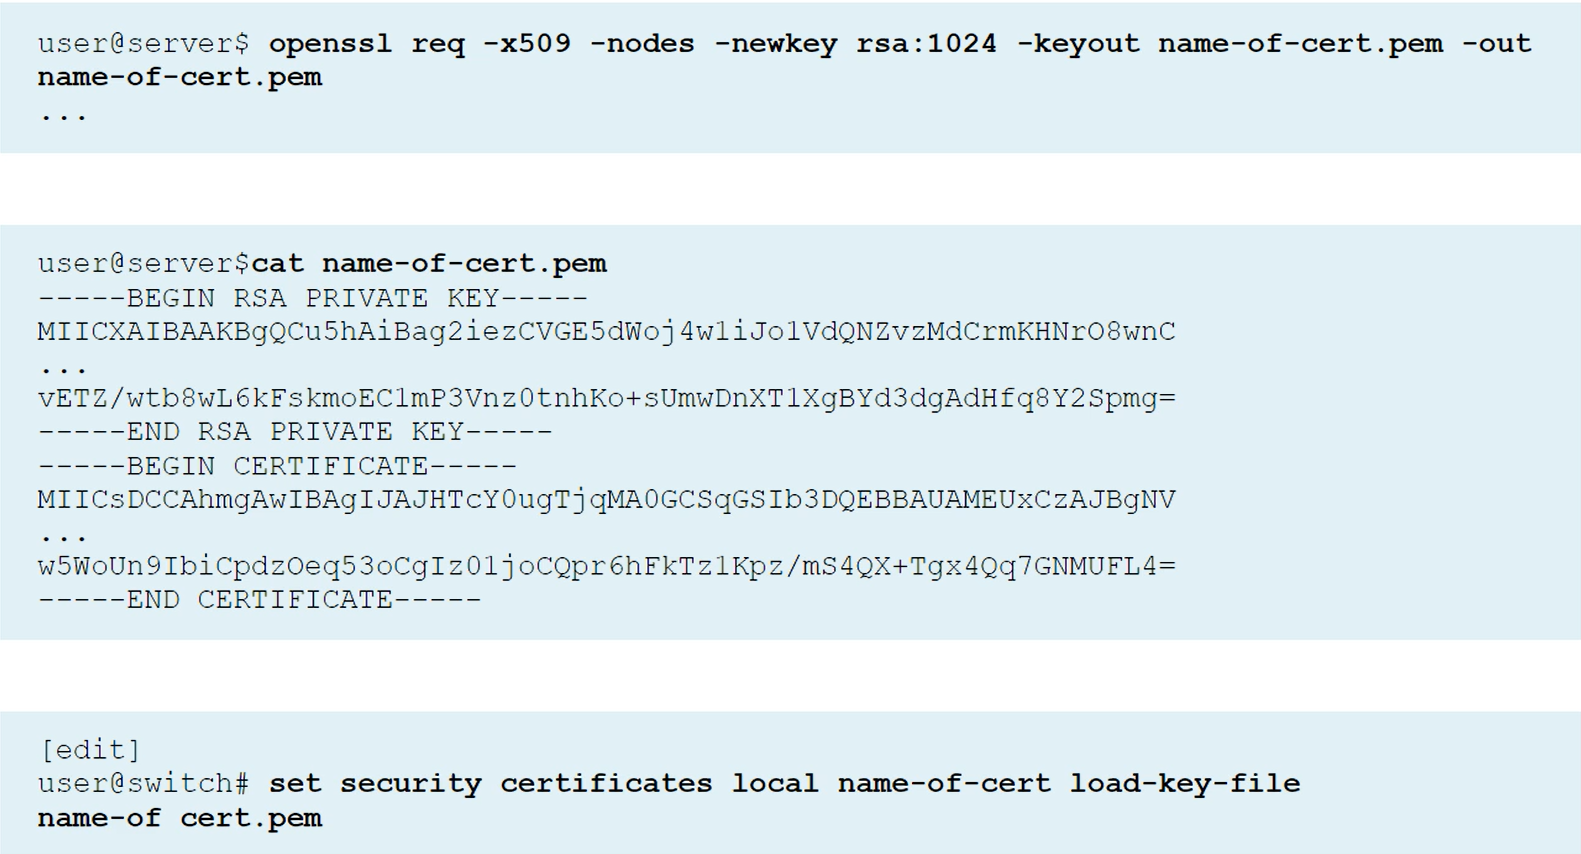 user@server$ openssl req -x509 -nodes -newkey rsa:1024 -keyout name-of-cert.pem -out
name-of-cert.pem
...
user@server$cat name-of-cert.pem
-----BEGIN RSA PRIVATE KEY-----
MIICXAIBAAKBgQCu5hAiBag2iezCVGE5dWoj4w1iJo1VdQNZvzMdCrmKHNrO8wnC
...
vETZ/wtb8wL6kFskmoEC1mP3Vnz0tnhKo+sUmwDnXT1XgBYd3dgAdHfq8Y2Spmg=
-----END RSA PRIVATE KEY-----
-----BEGIN CERTIFICATE-----
MIICsDCCAhmgAwIBAgIJAJHTcY0ugTjqMA0GCSqGSIb3DQEBBAUAMEUxCzAJBgNV
...
w5WoUn9IbiCpdzOeq53oCgIz01joCQpr6hFkTz1Kpz/mS4QX+Tgx4Qq7GNMUFL4=
-----END CERTIFICATE-----
[edit]
user@switch# set security certificates local name-of-cert load-key-file
name-of cert.pem